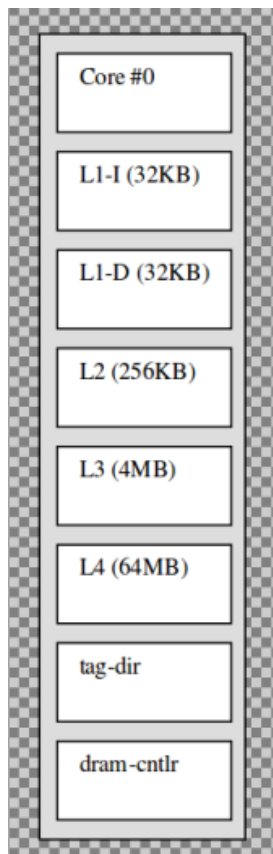 Core #0
L1-I (32KB)
L1-D (32KB)
L2 (256KB)
L3 (4MB)
L4 (64MB)
tag-dir
dram-cntlr